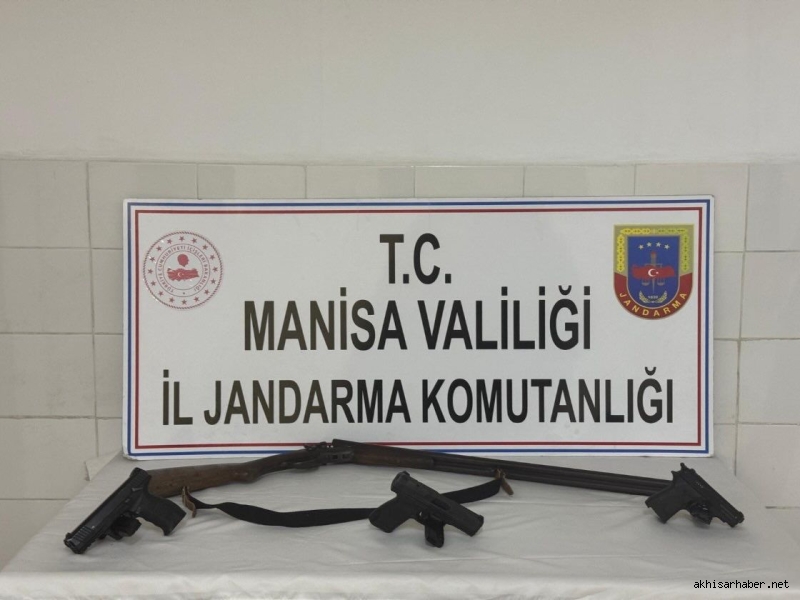 T.C.
MANİSA VALİLİĞİ
İL JANDARMA KOMUTANLIĞI
JANDARMA
akhisarhaber.net